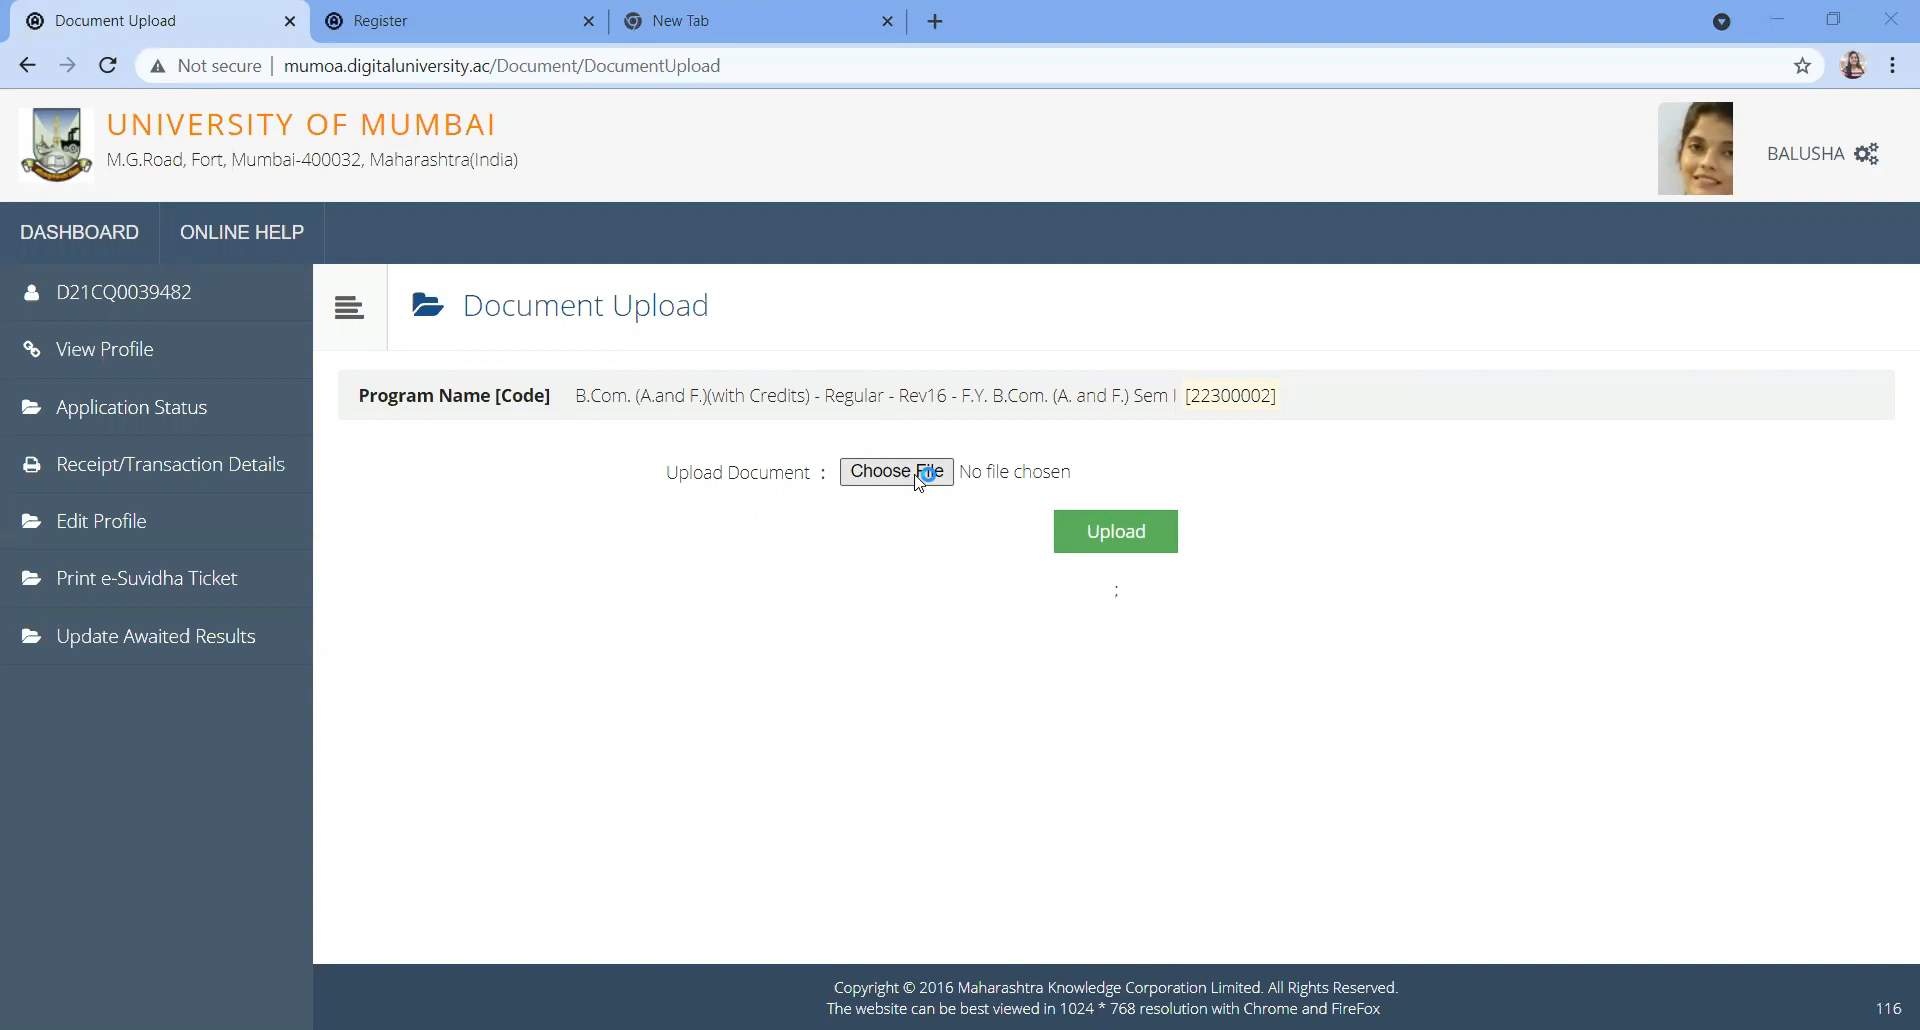 Document Upload
Register
New Tab
Not secure
mumoa.digitaluniversity.ac/Document/DocumentUpload
UNIVERSITY OF MUMBAI
M.G.Road, Fort, Mumbai-400032, Maharashtra(India)
BALUSHA
DASHBOARD
ONLINE HELP
D21CQ0039482
View Profile
Application Status
Receipt/Transaction Details
Edit Profile
Print e-Suvidha Ticket
Update Awaited Results
Document Upload
Program Name [Code] B.Com. (A.and F.)(with Credits) - Regular - Rev16 - F.Y. B.Com. (A. and F.) Sem I [22300002]
Upload Document : Choose File No file chosen
Upload
;
Copyright © 2016 Maharashtra Knowledge Corporation Limited. All Rights Reserved.
The website can be best viewed in 1024 * 768 resolution with Chrome and FireFox
116